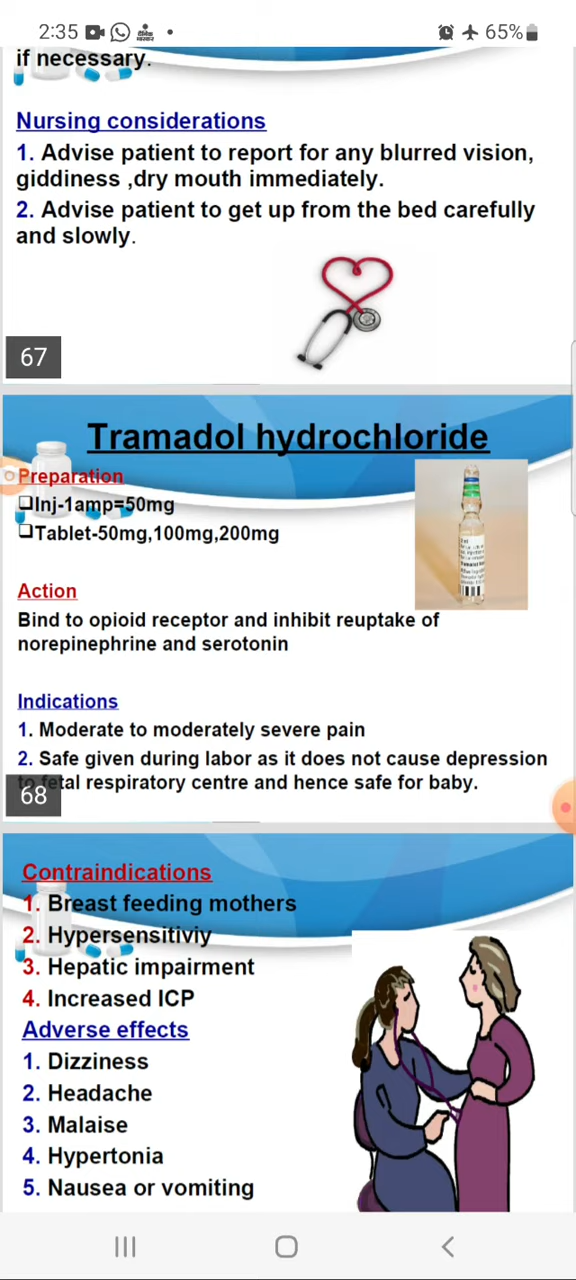 2:35
65%
if necessary.
Nursing considerations
1. Advise patient to report for any blurred vision,
giddiness ,dry mouth immediately.
2. Advise patient to get up from the bed carefully
and slowly.
67
Tramadol hydrochloride
Preparation
Inj-1amp=50mg
Tablet-50mg,100mg,200mg
Action
Bind to opioid receptor and inhibit reuptake of
norepinephrine and serotonin
Indications
1. Moderate to moderately severe pain
2. Safe given during labor as it does not cause depression
to fetal respiratory centre and hence safe for baby.
68
Contraindications
1. Breast feeding mothers
2. Hypersensitiviy
3. Hepatic impairment
4. Increased ICP
Adverse effects
1. Dizziness
2. Headache
3. Malaise
4. Hypertonia
5. Nausea or vomiting